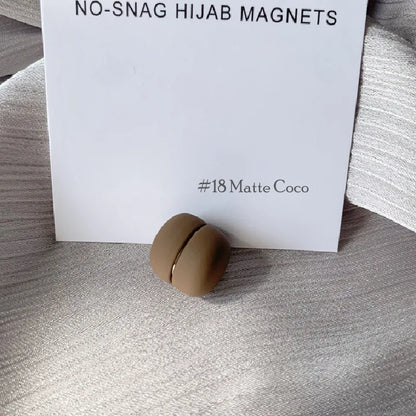 NO-SNAG HIJAB MAGNETS
#18 Matte Coco